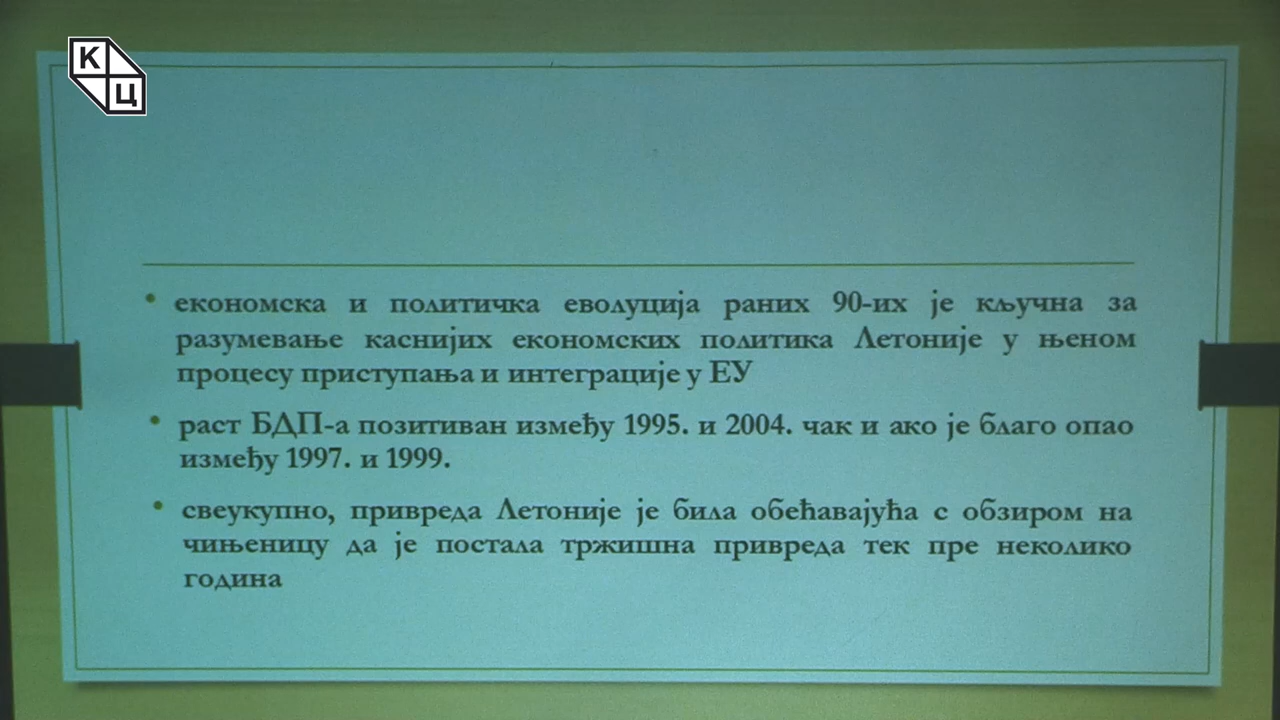 К
Ц
економска и политичка еволуција раних 90-их је кључна за
разумевање каснијих економских политика Летоније у њеном
процесу приступања и интеграције у ЕУ
раст БДП-а позитиван између 1995. и 2004. чак и ако је благо опао
између 1997. и 1999.
свеукупно, привреда Летоније је била обећавајућа с обзиром на
чињеницу да је постала тржишна привреда тек пре неколико
година